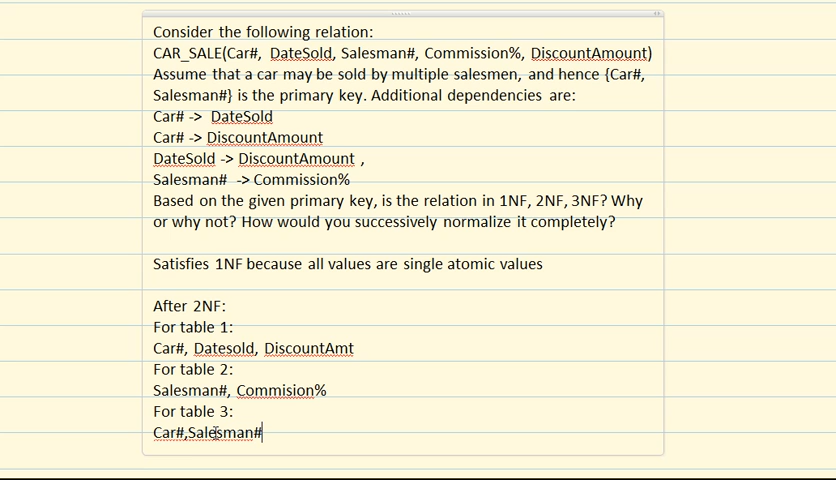 Consider the following relation:
CAR_SALE(Car#, DateSold, Salesman#, Commission%, DiscountAmount)
Assume that a car may be sold by multiple salesmen, and hence {Car#,
Salesman#} is the primary key. Additional dependencies are:
Car# -> DateSold
Car# -> DiscountAmount
DateSold -> DiscountAmount ,
Salesman# -> Commission%
Based on the given primary key, is the relation in 1NF, 2NF, 3NF? Why
or why not? How would you successively normalize it completely?
Satisfies 1NF because all values are single atomic values
After 2NF:
For table 1:
Car#, Datesold, DiscountAmt
For table 2:
Salesman#, Commision%
For table 3:
Car#,Salesman#